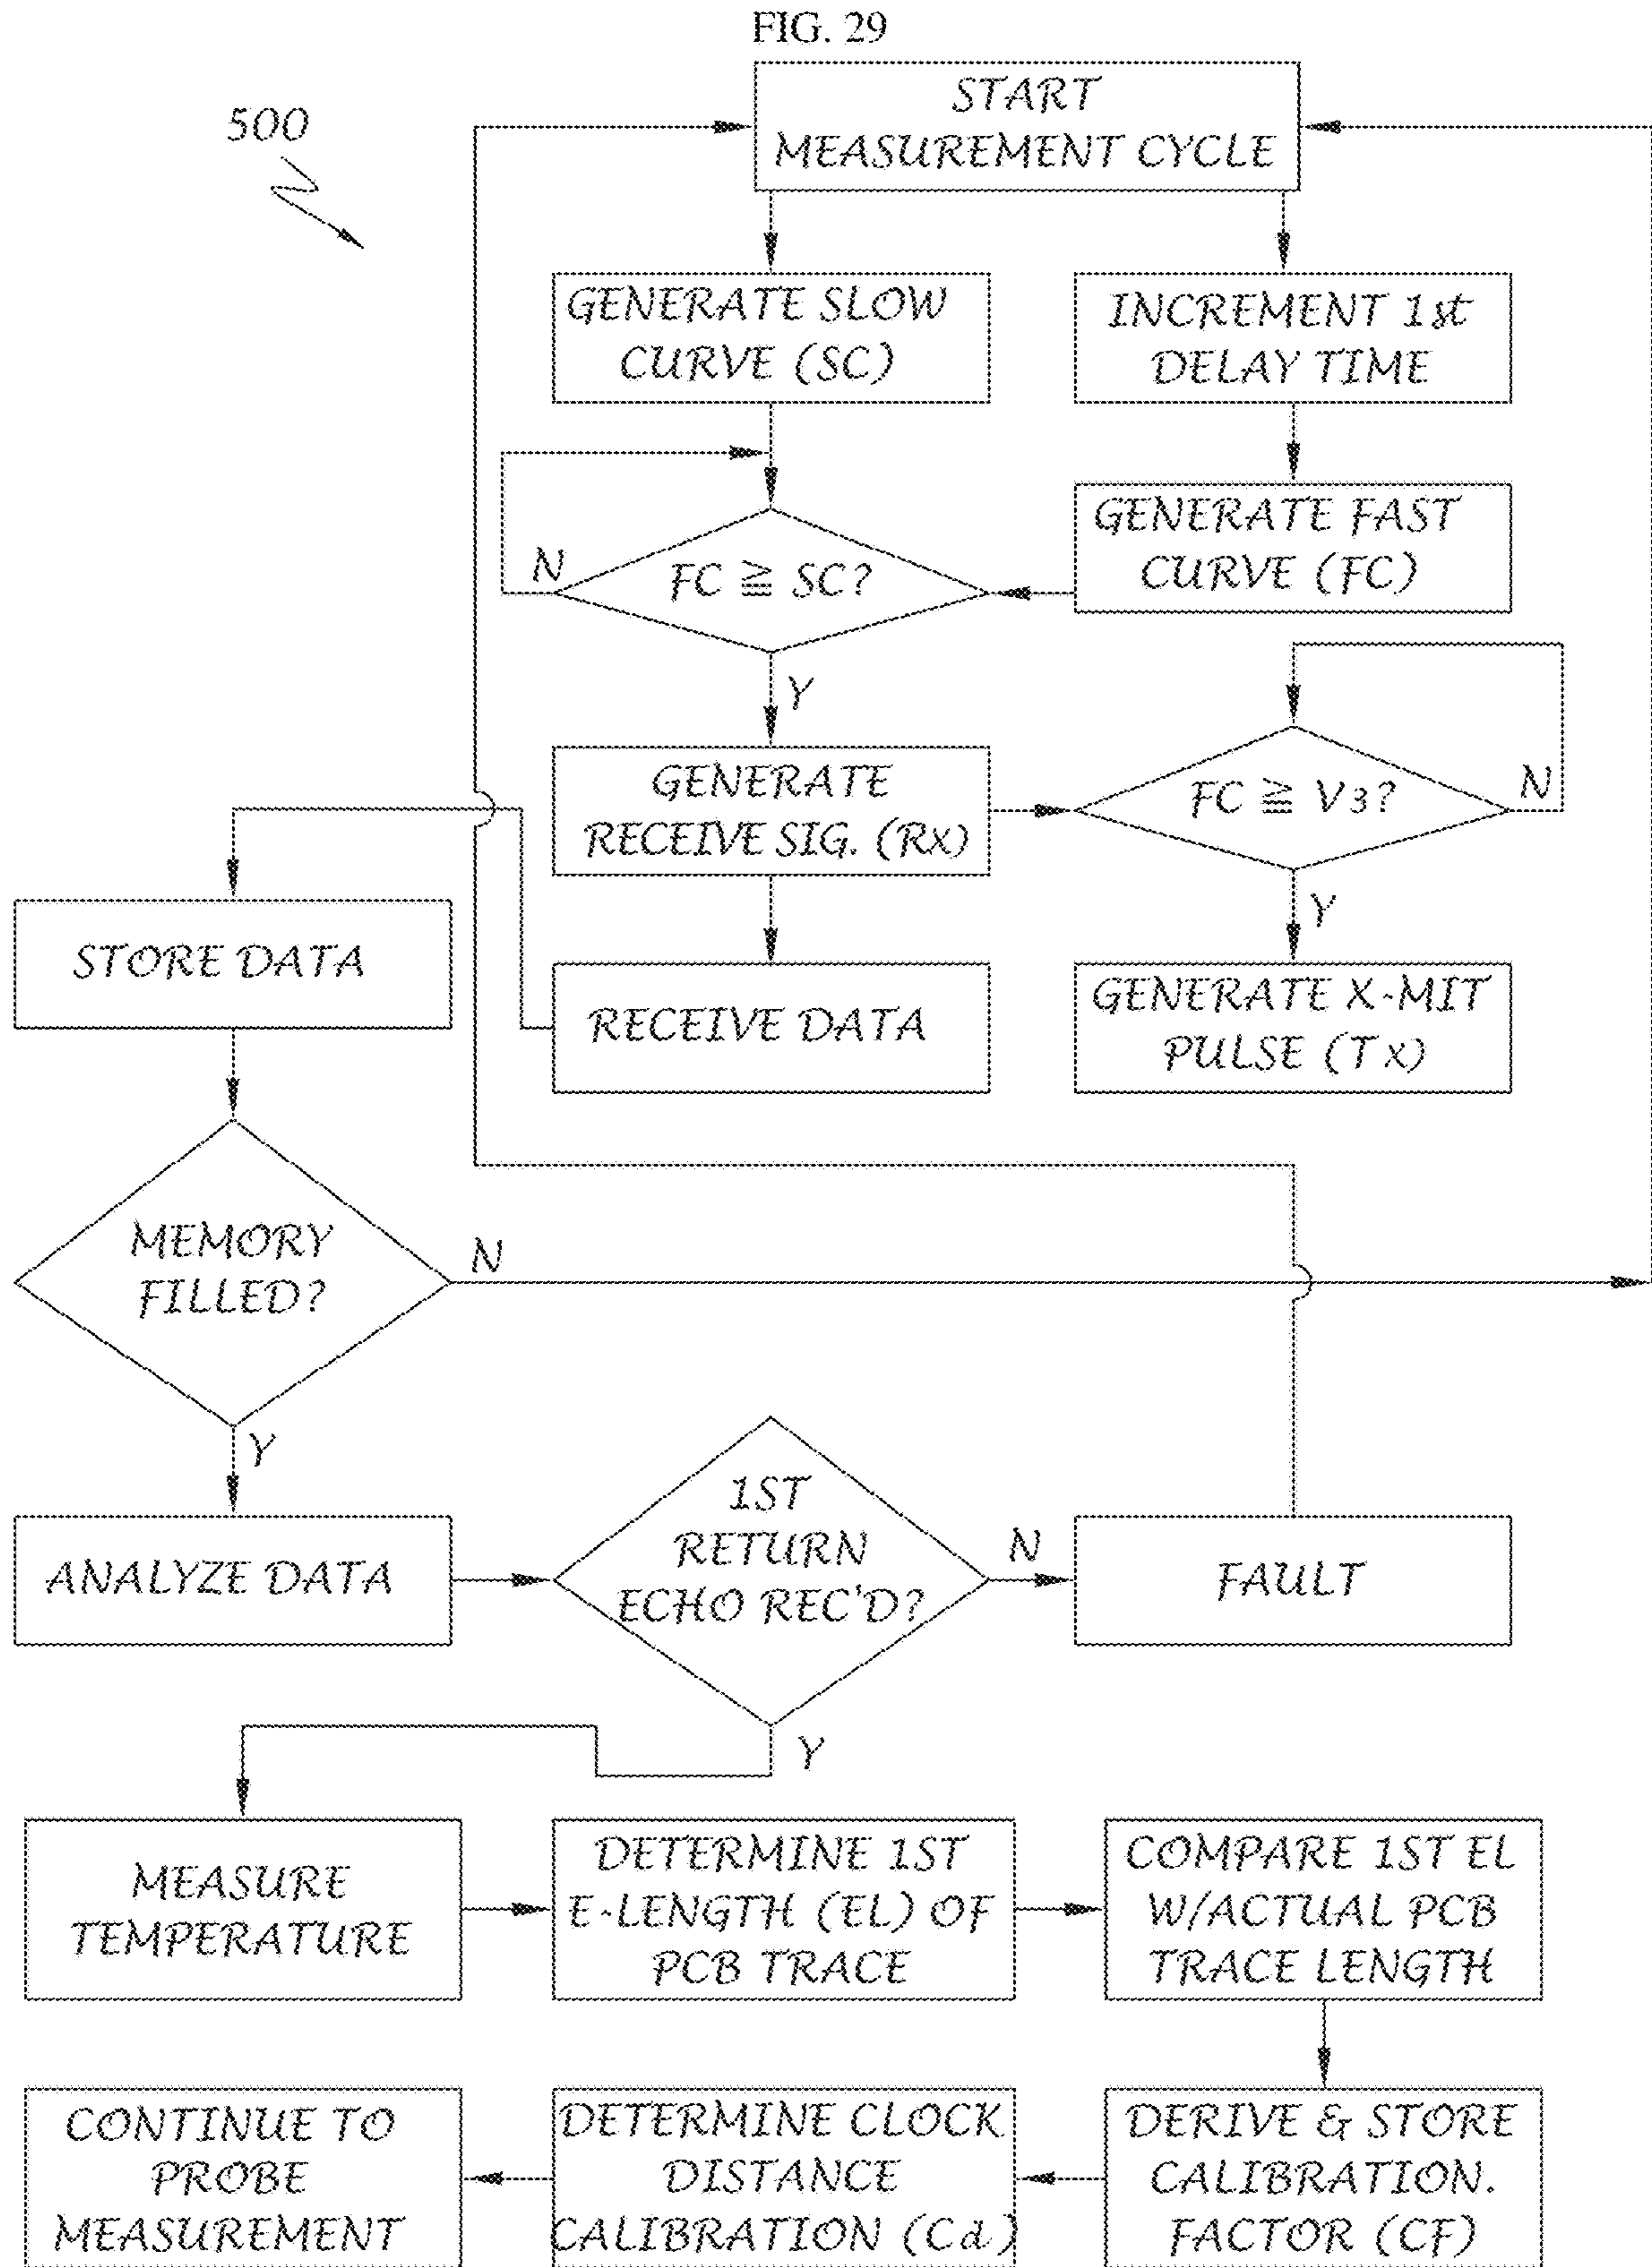 FIG. 29
500
START
MEASUREMENT CYCLE
GENERATE SLOW
CURVE (SC)
INCREMENT 1st
DELAY TIME
GENERATE FAST
CURVE (FC)
N
FC ≧ SC?
Y
GENERATE
RECEIVE SIG. (Rx)
FC ≧ V3?
N
Y
STORE DATA
RECEIVE DATA
GENERATE X-MIT
PULSE (Tx)
MEMORY
FILLED?
N
Y
ANALYZE DATA
1ST
RETURN
ECHO REC'D?
N
FAULT
Y
MEASURE
TEMPERATURE
DETERMINE 1ST
E-LENGTH (EL) OF
PCB TRACE
COMPARE 1ST EL
W/ACTUAL PCB
TRACE LENGTH
CONTINUE TO
PROBE
MEASUREMENT
DETERMINE CLOCK
DISTANCE
CALIBRATION (Cd)
DERIVE & STORE
CALIBRATION.
FACTOR (CF)